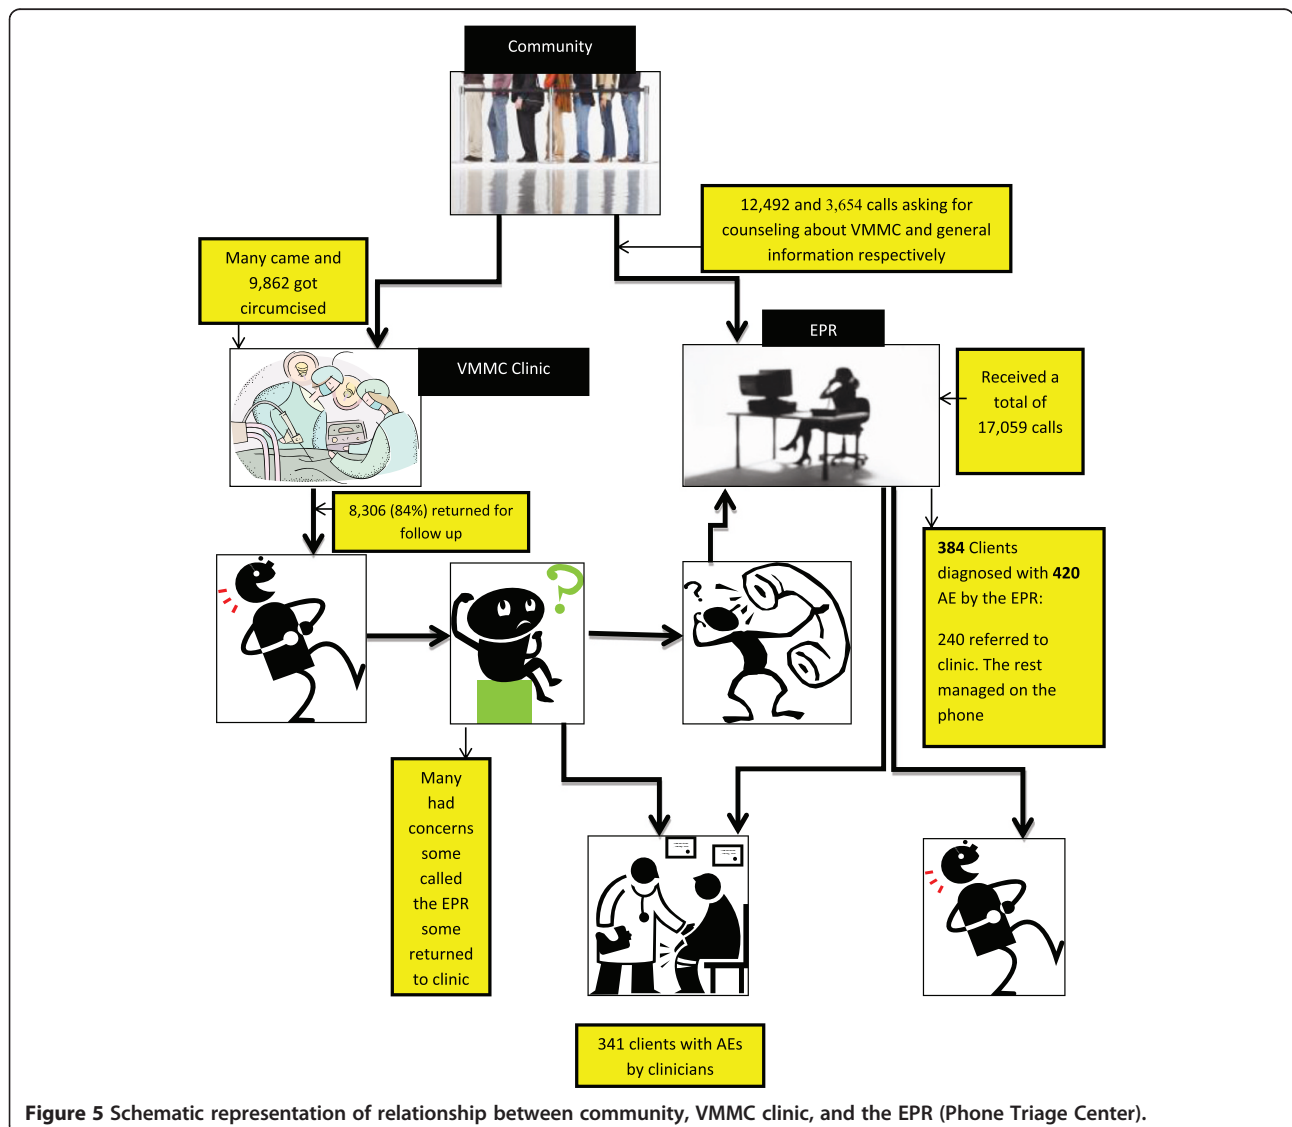 Community
12,492 and 3,654 calls asking for
counseling about VMMC and general
information respectively
Many came and
9,862 got
circumcised
EPR
VMMC Clinic
Received a
total of
17,059 calls
8,306 (84%) returned for
follow up
384 Clients
diagnosed with 420
AE by the EPR:
240 referred to
clinic. The rest
managed on the
phone
Many
had
concerns
some
called
the EPR
some
returned
to clinic
341 clients with AEs
by clinicians
Figure 5 Schematic representation of relationship between community, VMMC clinic, and the EPR (Phone Triage Center).